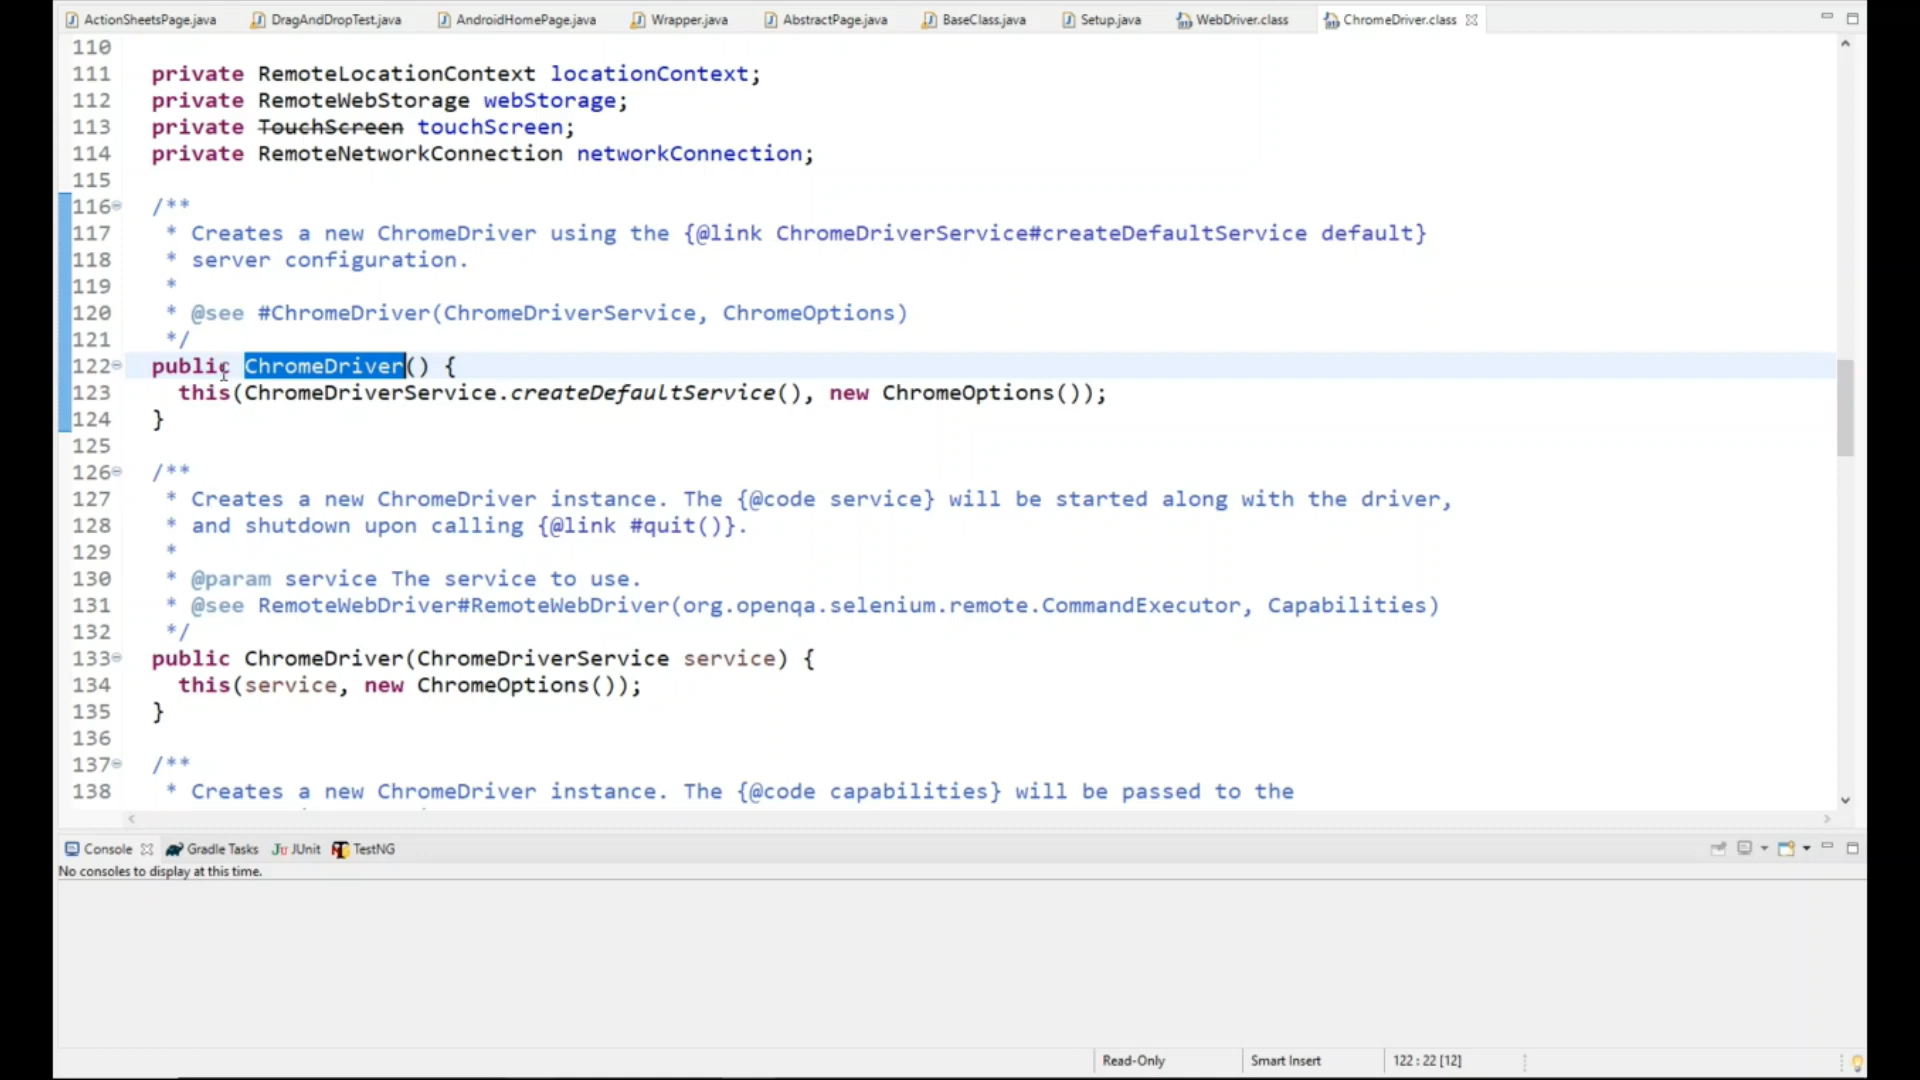 ActionSheetsPage.java DragAndDropTest.java AndroidHomePage.java Wrapper.java AbstractPage.java BaseClass.java Setup.java WebDriver.class ChromeDriver.class
110
111 private RemoteLocationContext locationContext;
112 private RemoteWebStorage webStorage;
113 private TouchScreen touchScreen;
114 private RemoteNetworkConnection networkConnection;
115
116 /**
117 * Creates a new ChromeDriver using the {@link ChromeDriverService#createDefaultService default}
118 * server configuration.
119 *
120 * @see #ChromeDriver(ChromeDriverService, ChromeOptions)
121 */
122 public ChromeDriver() {
123 this(ChromeDriverService.createDefaultService(), new ChromeOptions());
124 }
125
126 /**
127 * Creates a new ChromeDriver instance. The {@code service} will be started along with the driver,
128 * and shutdown upon calling {@link #quit()}.
129 *
130 * @param service The service to use.
131 * @see RemoteWebDriver#RemoteWebDriver(org.openqa.selenium.remote.CommandExecutor, Capabilities)
132 */
133 public ChromeDriver(ChromeDriverService service) {
134 this(service, new ChromeOptions());
135 }
136
137 /**
138 * Creates a new ChromeDriver instance. The {@code capabilities} will be passed to the
Console Gradle Tasks JUnit TestNG
No consoles to display at this time.
Read-Only Smart Insert 122 : 22 [12]